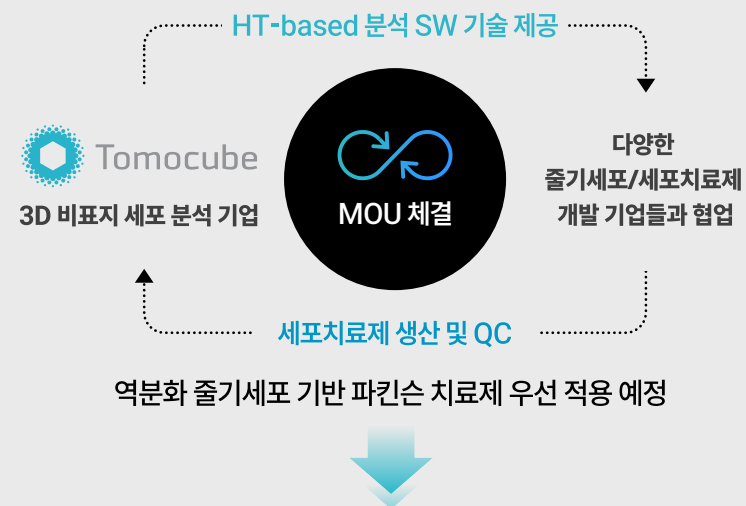 HT-based 분석 SW 기술 제공
Tomocube
3D 비표지 세포 분석 기업
MOU 체결
다양한
줄기세포/세포치료제
개발 기업들과 협업
세포치료제 생산 및 QC
역분화 줄기세포 기반 파킨슨 치료제 우선 적용 예정